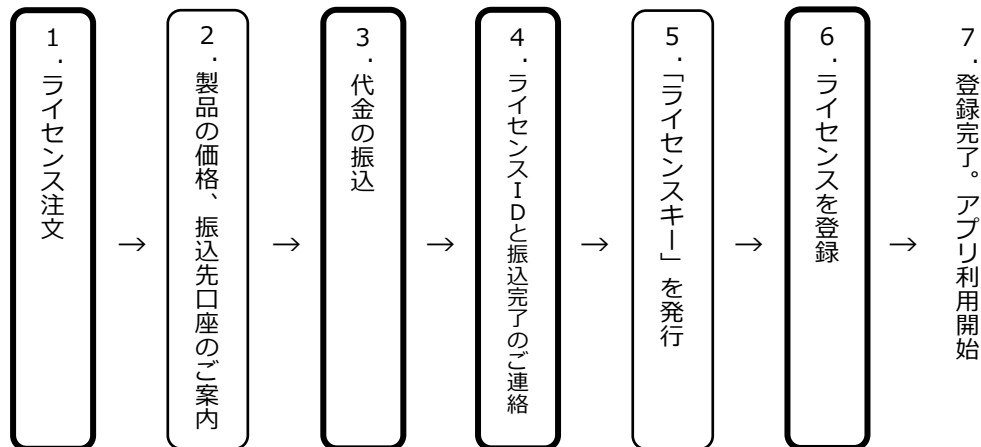 1.ライセンス注文
→
2.製品の価格、振込先口座のご案内
→
3.代金の振込
→
4.ライセンスIDと振込完了のご連絡
→
5.「ライセンスキー」を発行
→
6.ライセンスを登録
→
7.登録完了。アプリ利用開始